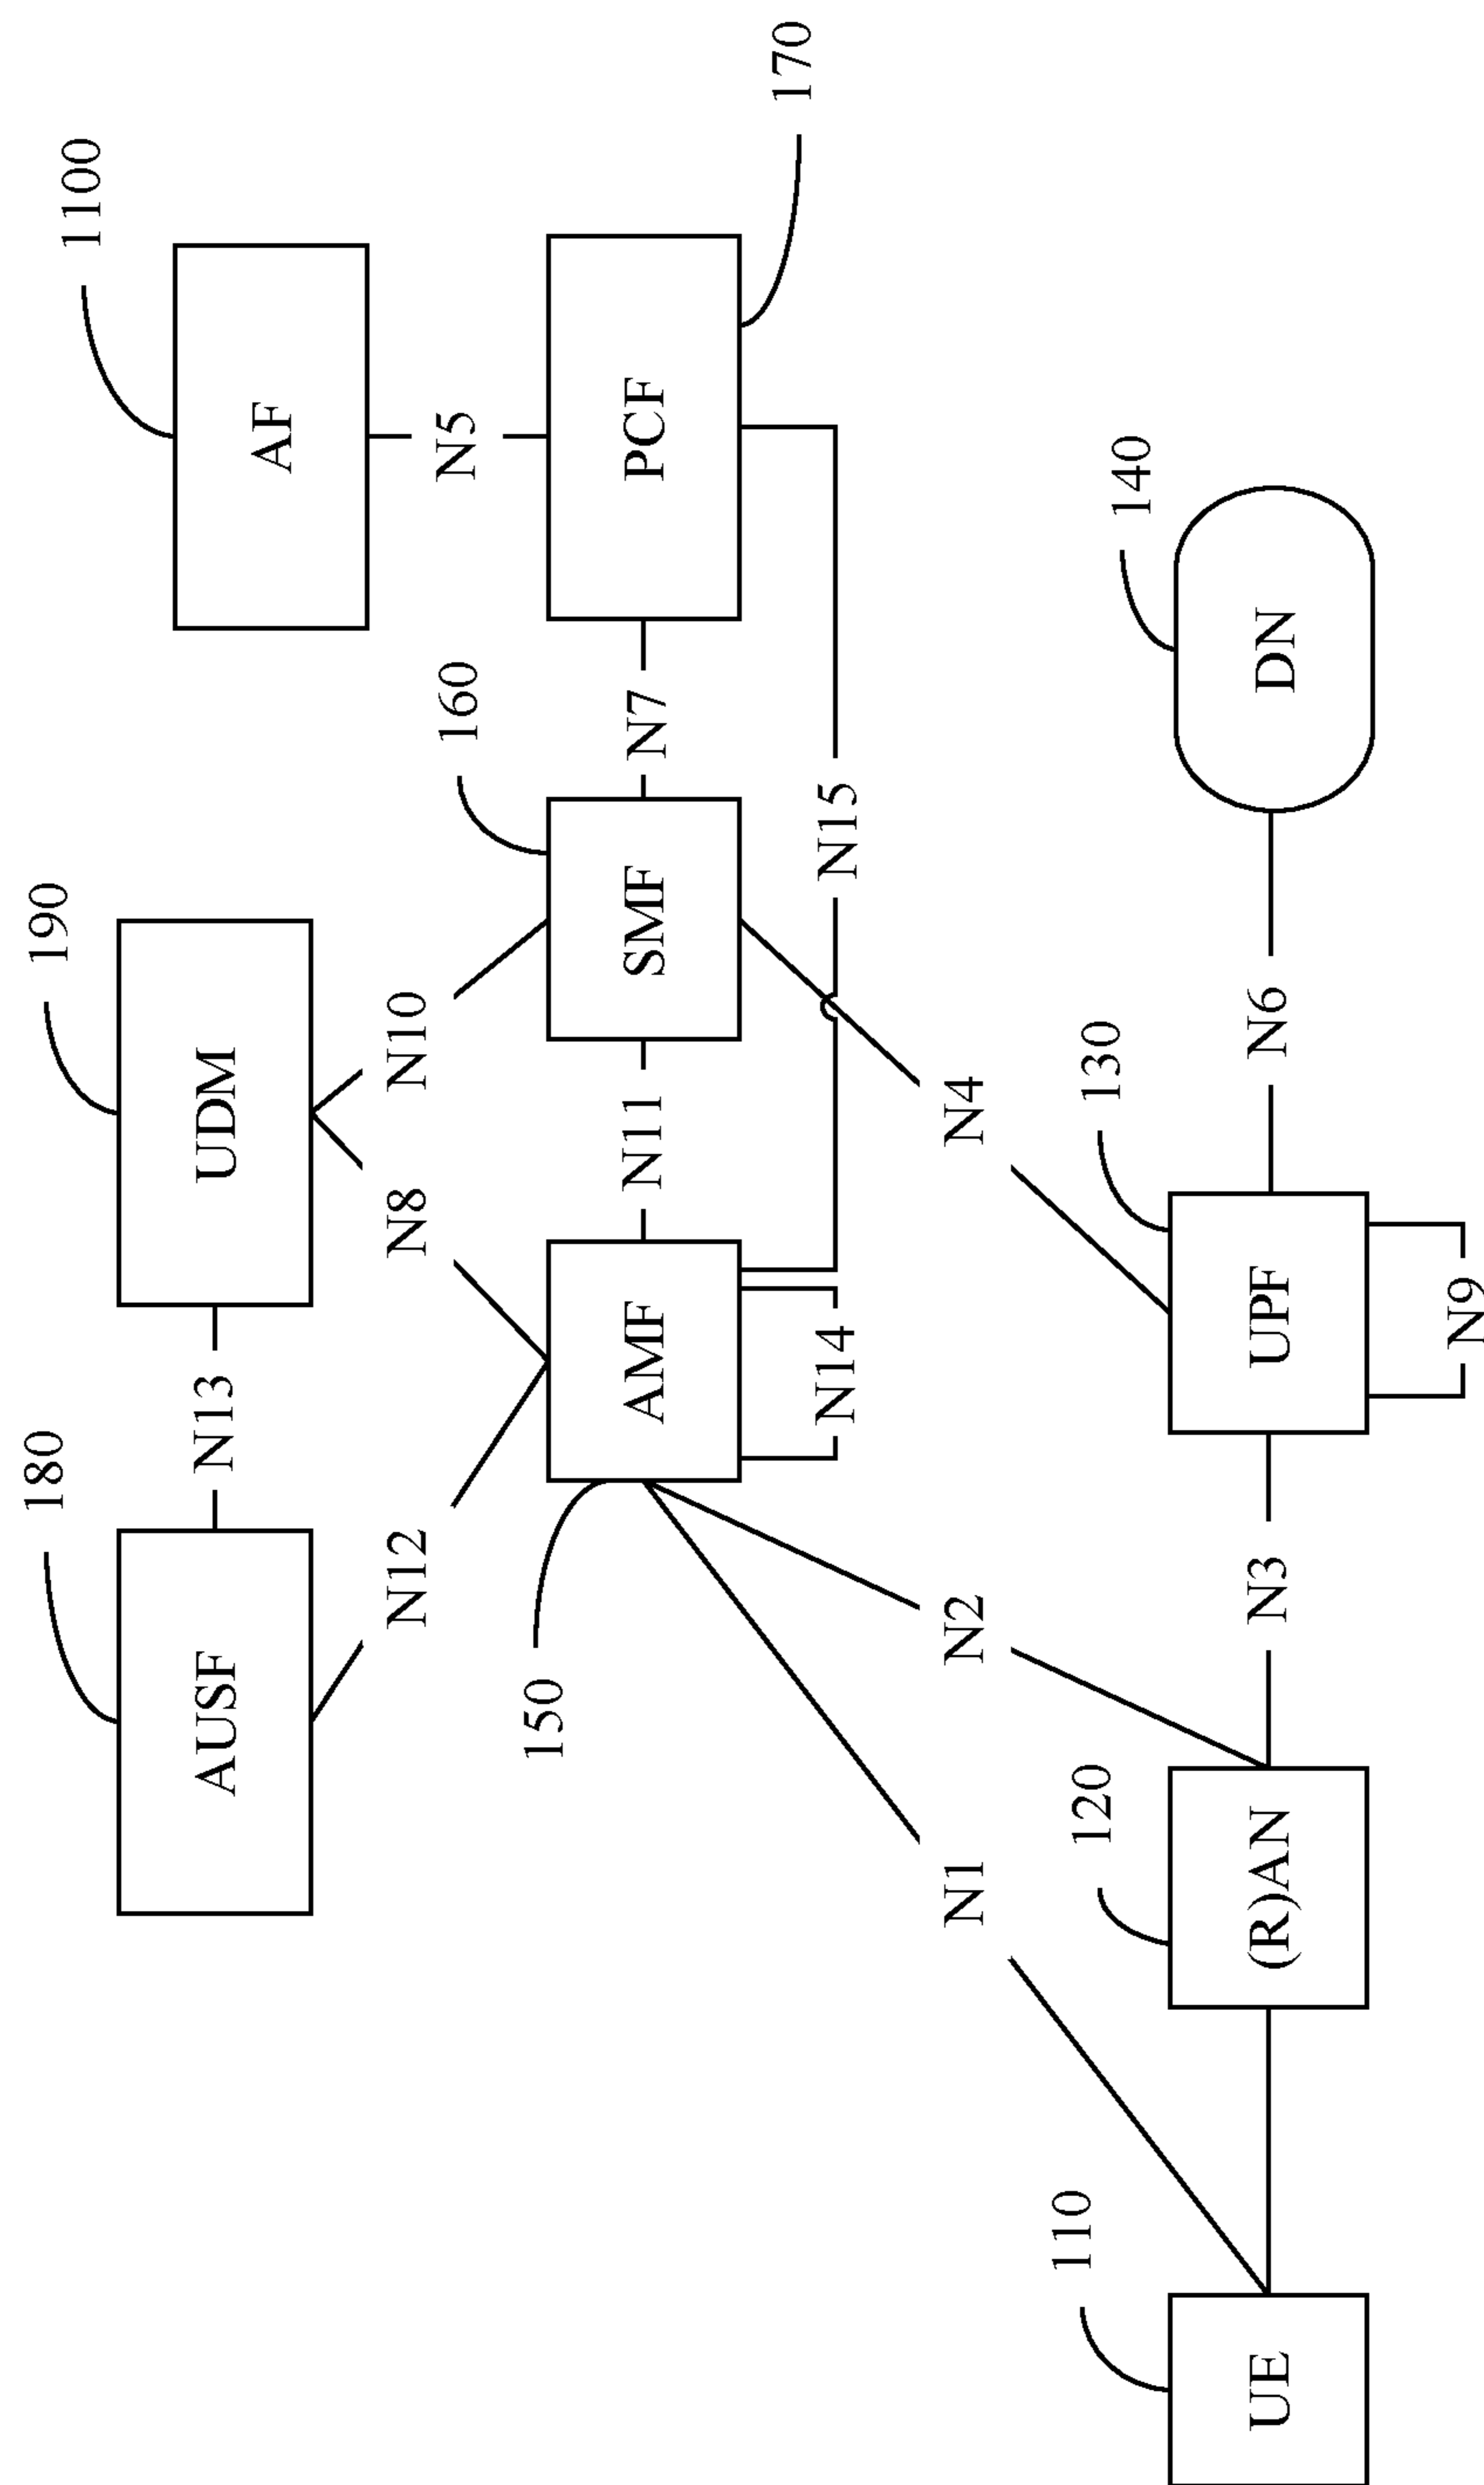 180
190
1100
AUSF
N13
UDM
AF
N12
N8
N10
160
N5
150
AMF
N11
SMF
N7
PCF
N14
N15
170
N1
N2
N4
110
120
130
140
UE
(R)AN
N3
UPF
N6
DN
N9